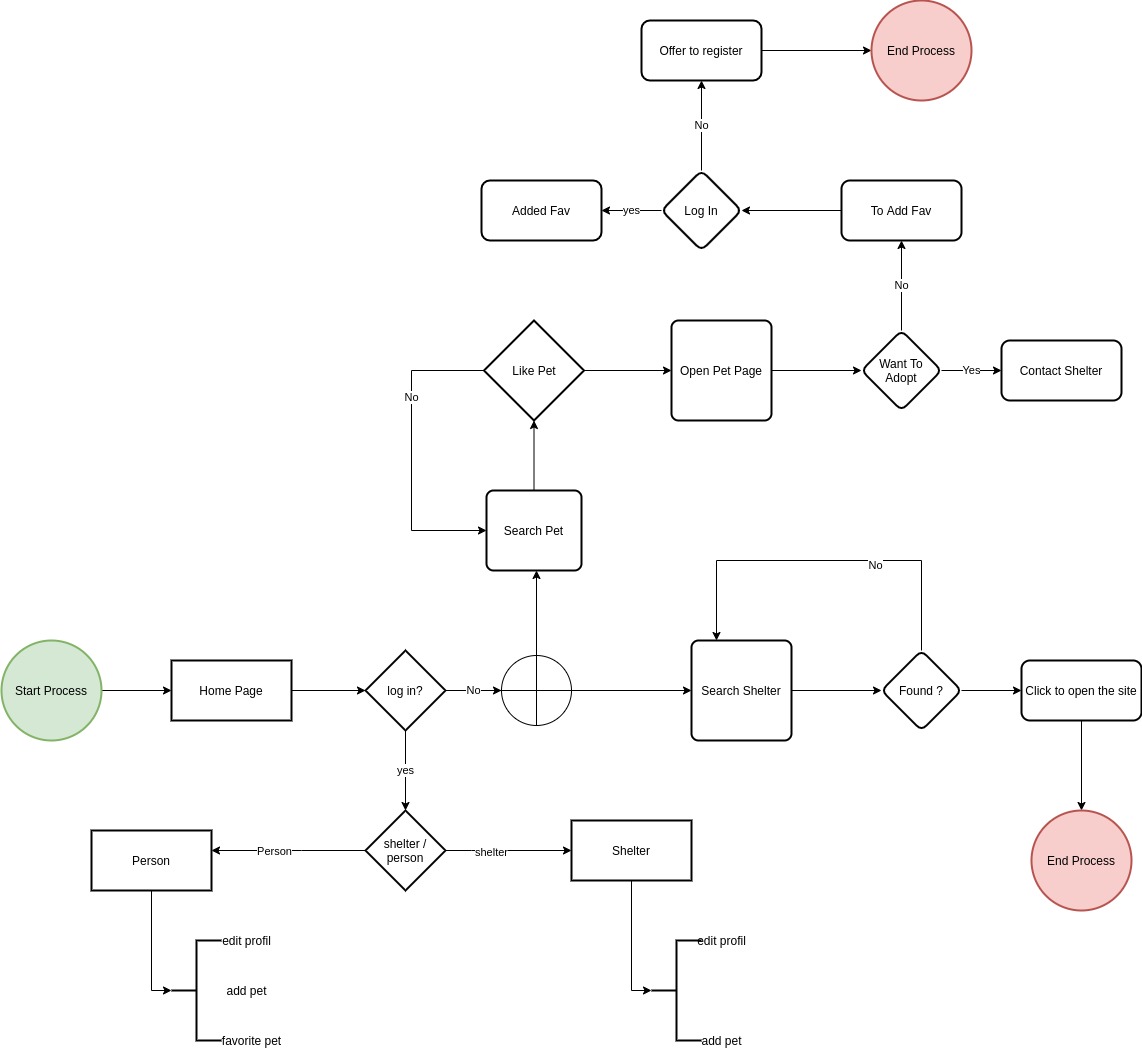 Offer to register
End Process
No
Added Fav
yes
Log In
To Add Fav
No
Like Pet
Open Pet Page
Want To
Adopt
Yes
Contact Shelter
No
Search Pet
No
Start Process
Home Page
log in?
No
Search Shelter
Found ?
Click to open the site
yes
Person
Person
shelter /
person
shelter
Shelter
End Process
edit profil
add pet
favorite pet
edit profil
add pet